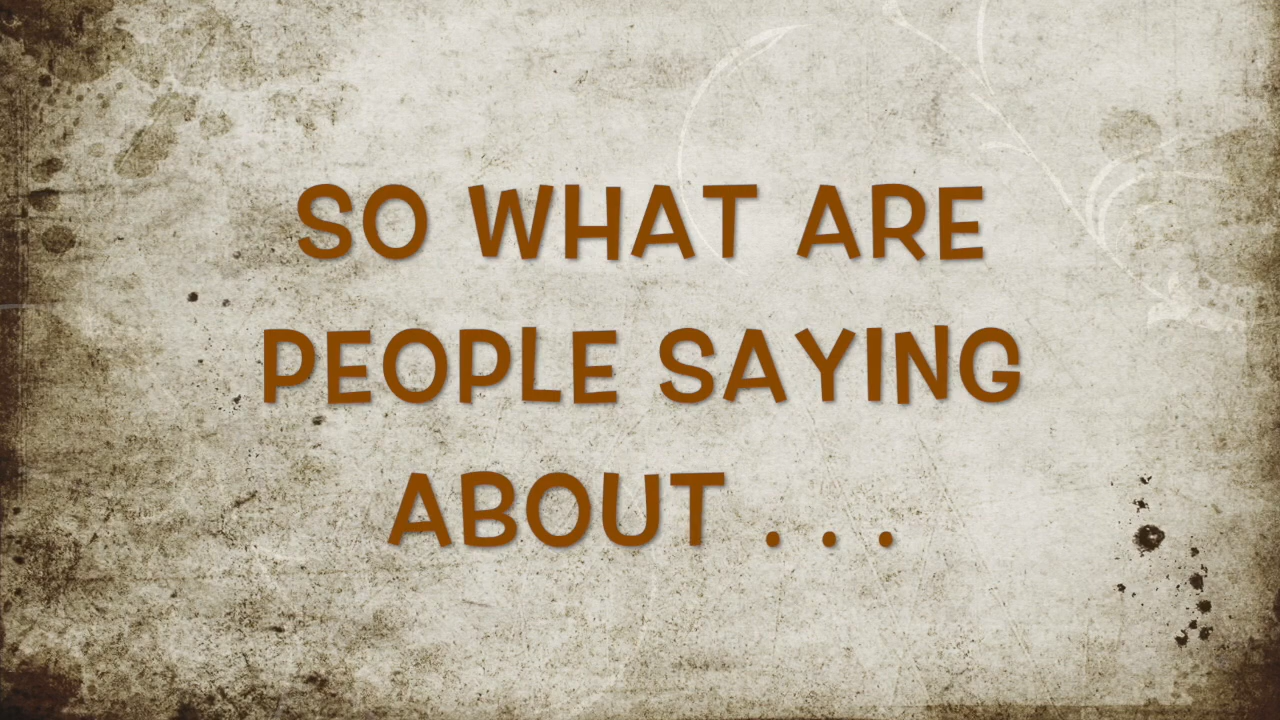 SO WHAT ARE
PEOPLE SAYING
ABOUT . . .